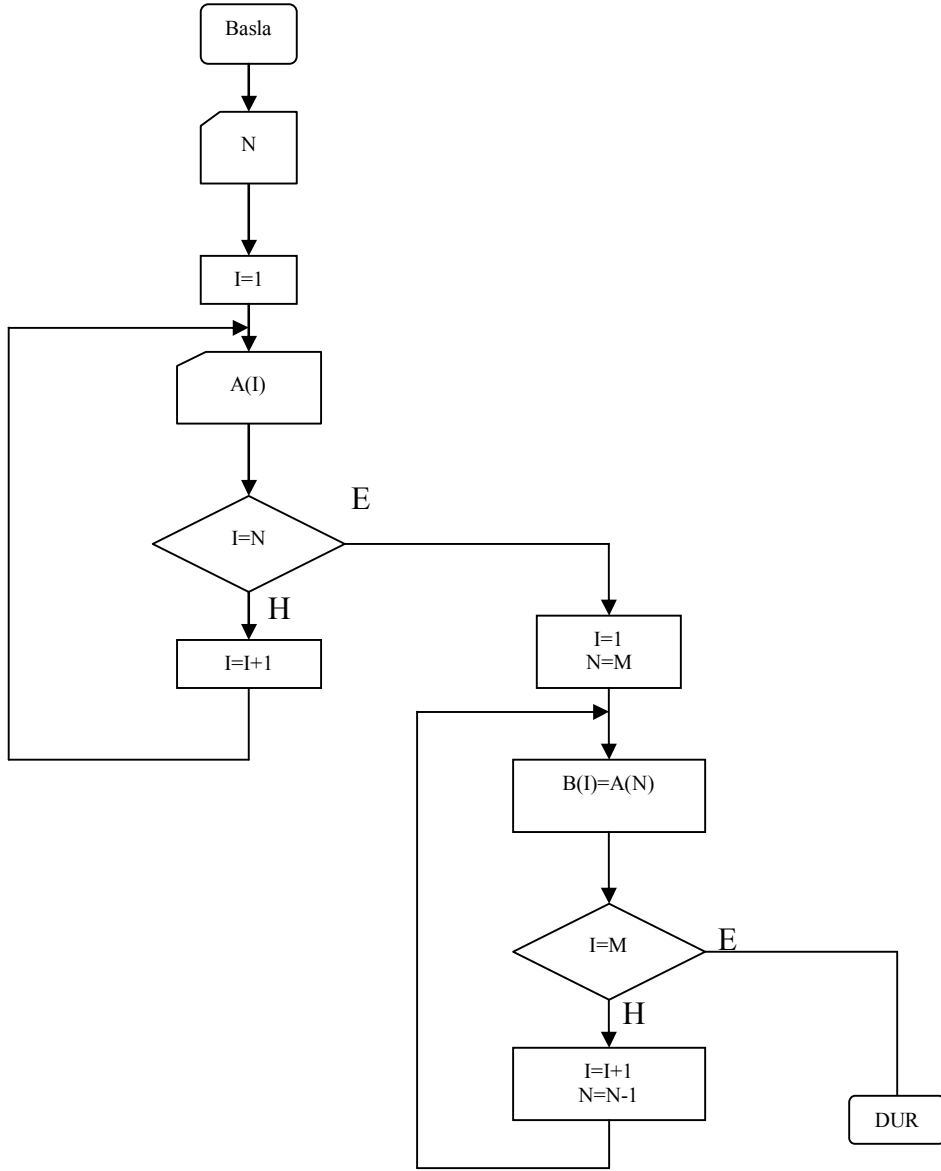 Basla
N
I=1
A(I)
E
I=N
H
I=I+1
I=1
N=M
B(I)=A(N)
I=M
E
H
I=I+1
N=N-1
DUR